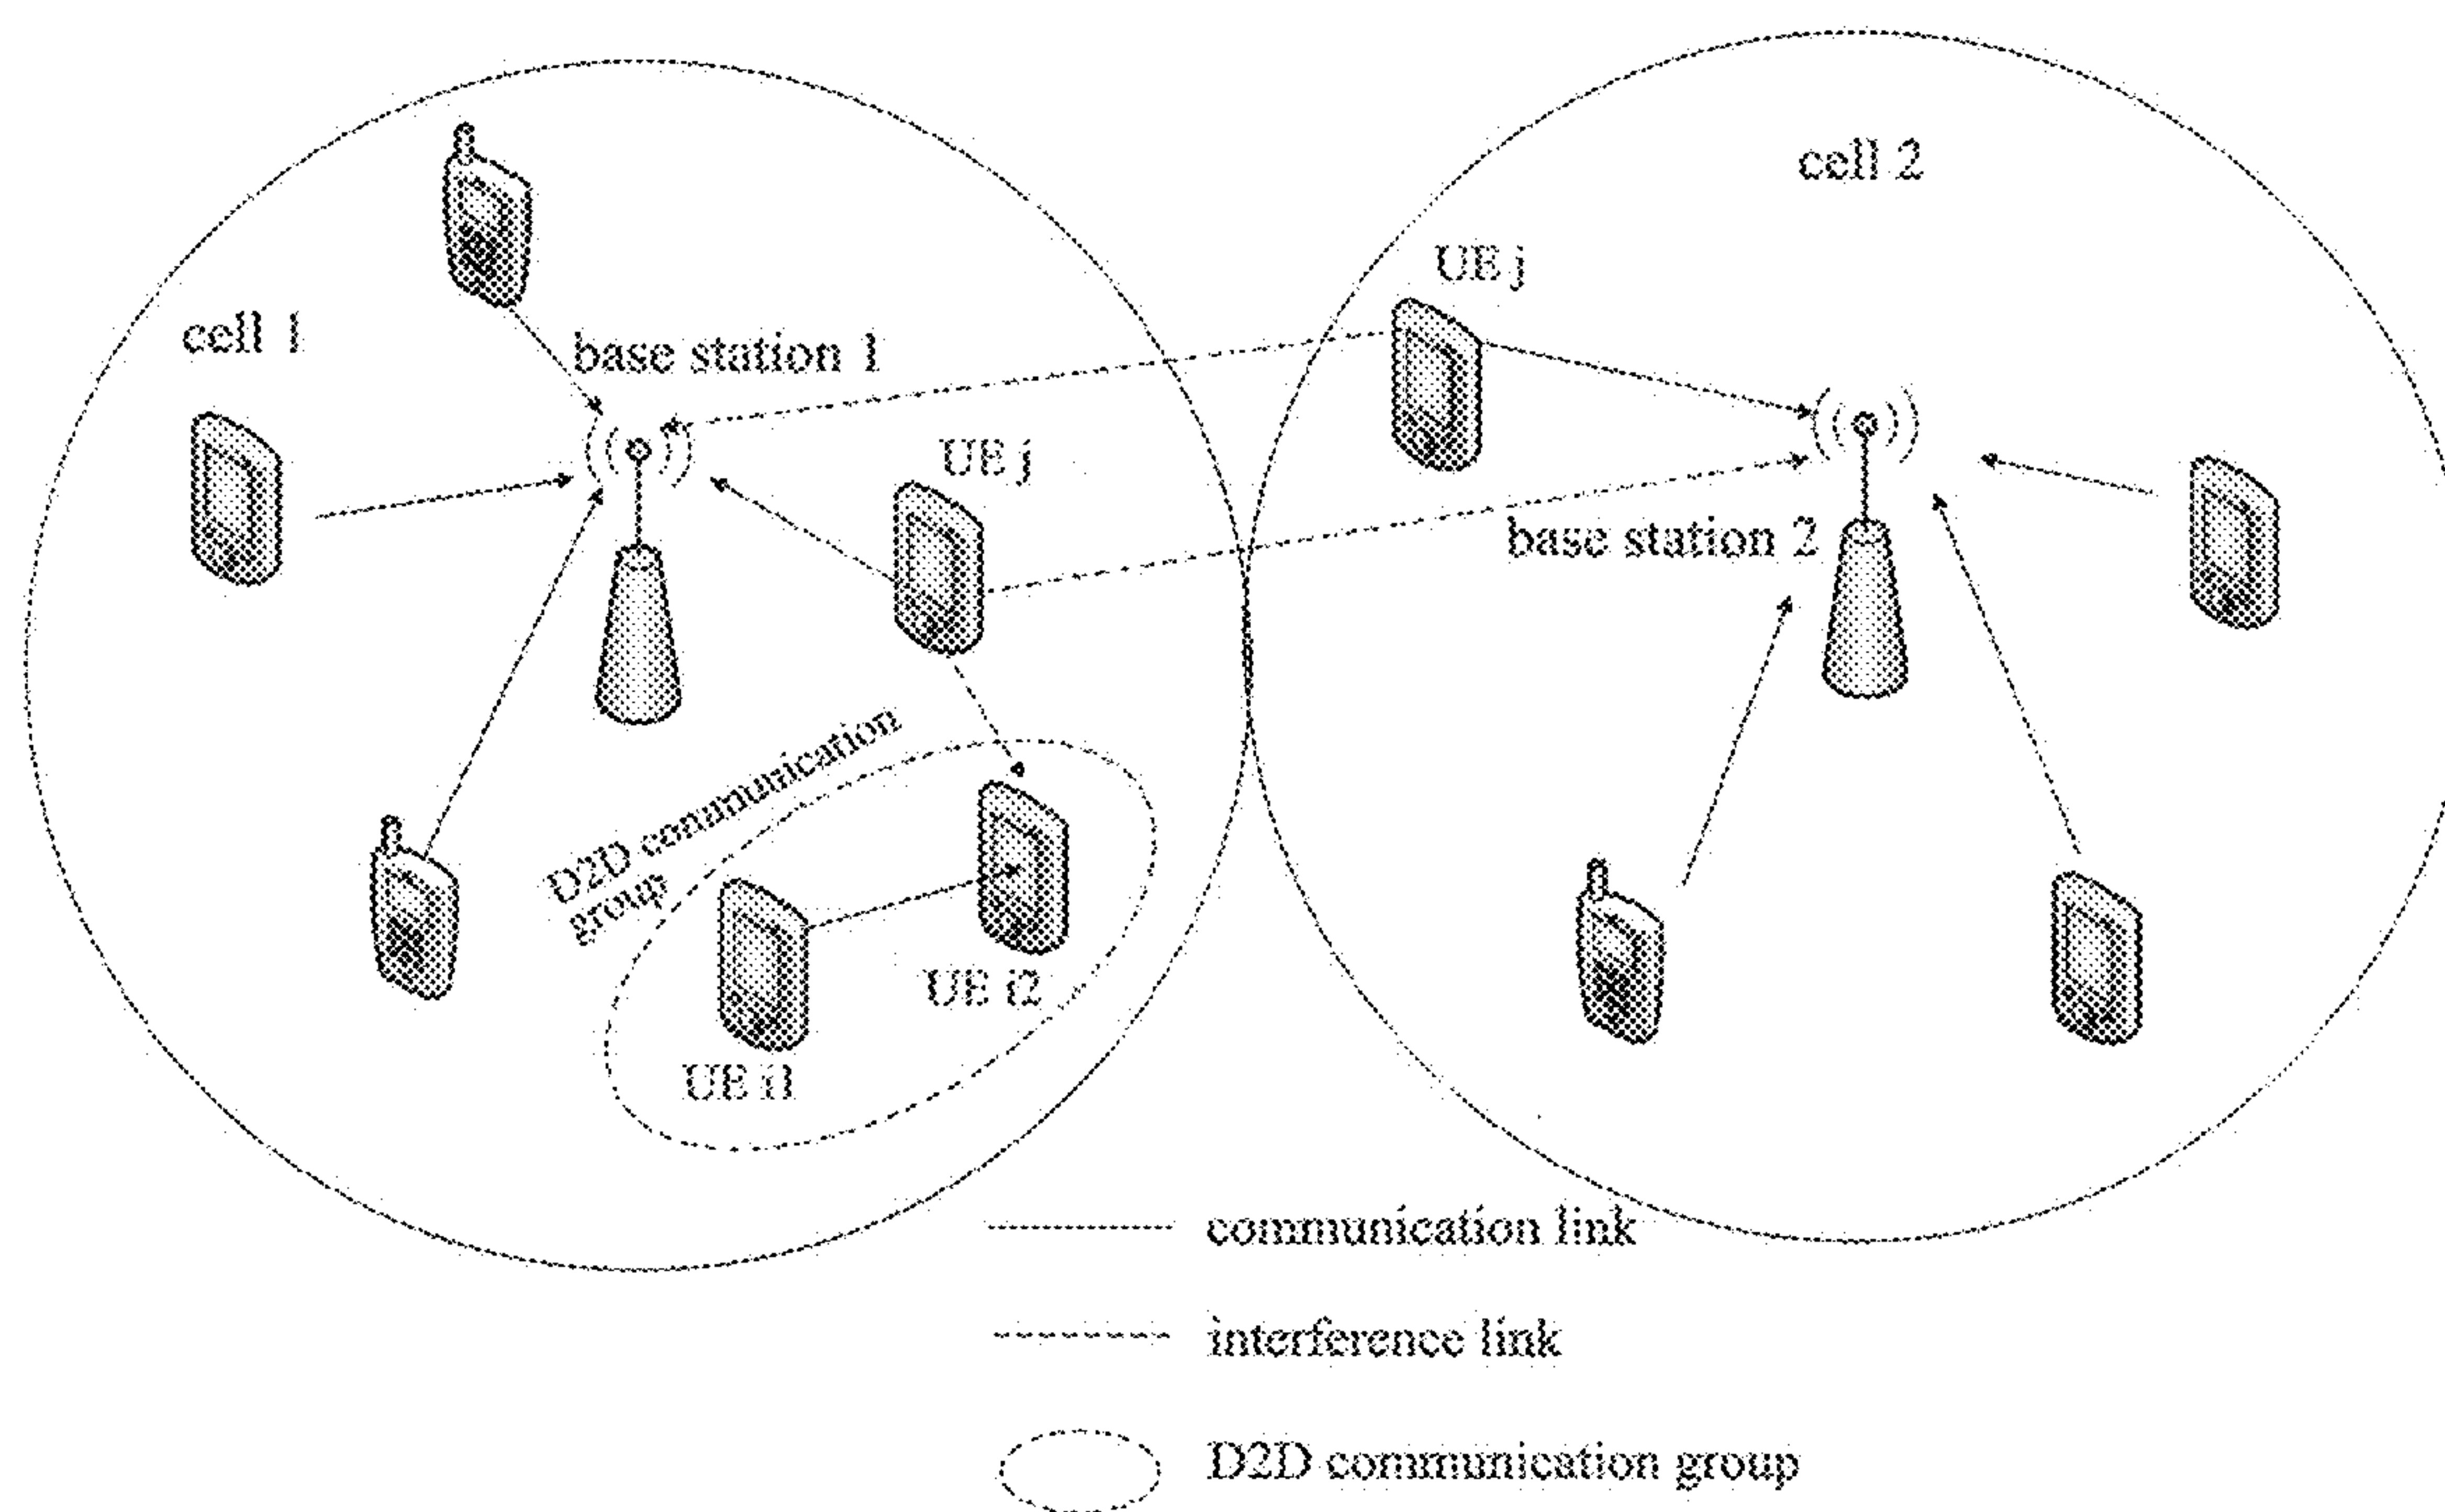 cell 2
UE j
cell 1
base station 1
UE j
base station 2
D2D communication
group
UE i2
UE i1
communication link
interference link
D2D communication group